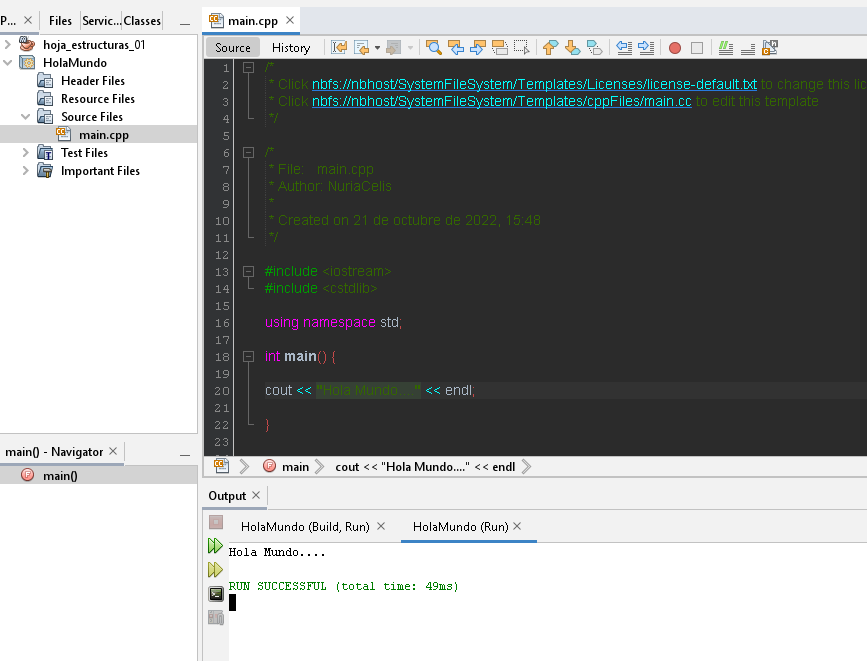 P...
Files
Servic...
Classes
main.cpp
hoja_estructuras_01
HolaMundo
Header Files
Resource Files
Source Files
main.cpp
Test Files
Important Files
Source
History
1 /*
2 * Click nbfs://nbhost/SystemFileSystem/Templates/Licenses/license-default.txt to change this lic
3 * Click nbfs://nbhost/SystemFileSystem/Templates/cppFiles/main.cc to edit this template
4 */
5
6 /*
7 * File:   main.cpp
8 * Author: NuriaCelis
9 *
10 * Created on 21 de octubre de 2022, 15:48
11 */
12
13 #include <iostream>
14 #include <cstdlib>
15
16 using namespace std;
17
18 int main() {
19
20 cout << "Hola Mundo...." << endl;
21
22 }
23
main() - Navigator
main()
main
cout << "Hola Mundo...." << endl
Output
HolaMundo (Build, Run)
HolaMundo (Run)
Hola Mundo....
RUN SUCCESSFUL (total time: 49ms)